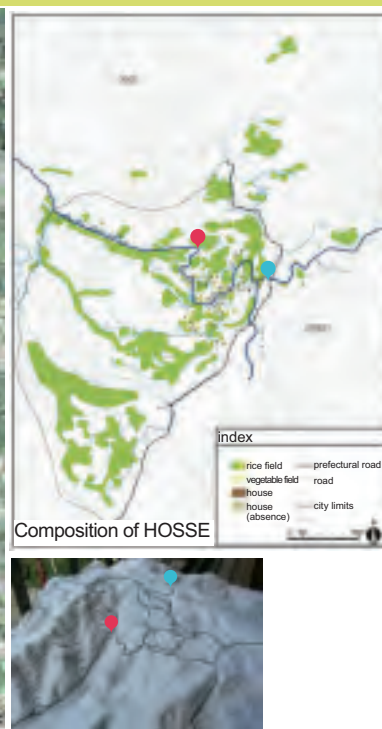 Composition of HOSSE
index
rice field
vegetable field
house
house
(absence)
prefectural road
road
city limits